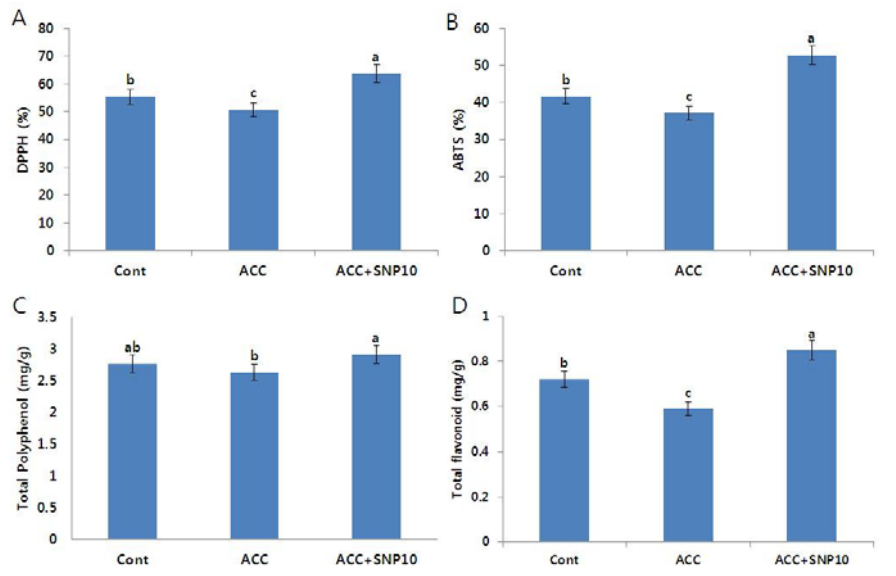 A
DPPH (%)
80
70
60
50
40
30
20
10
0
b
c
a
Cont ACC ACC+SNP10
B
ABTS (%)
60
50
40
30
20
10
0
b
c
a
Cont ACC ACC+SNP10
C
Total Polyphenol (mg/g)
3.5
3
2.5
2
1.5
1
0.5
0
ab
b
a
Cont ACC ACC+SNP10
D
Total flavonoid (mg/g)
1
0.8
0.6
0.4
0.2
0
b
c
a
Cont ACC ACC+SNP10